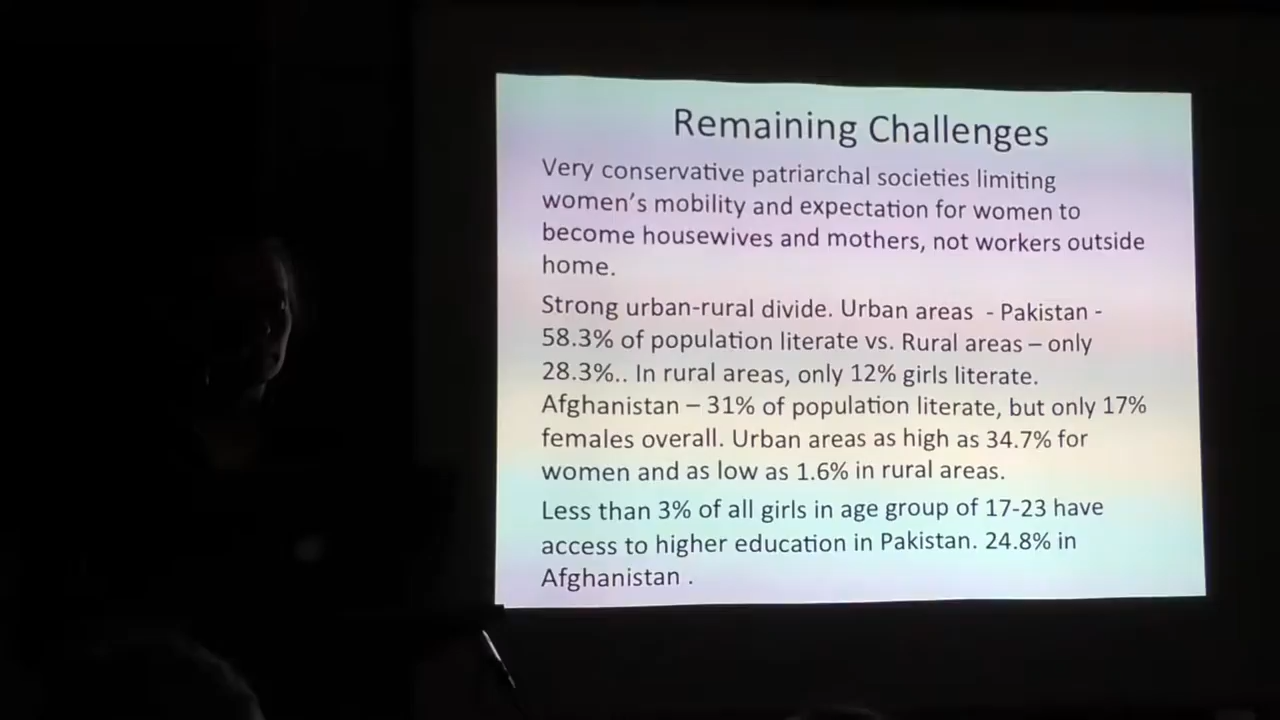 Remaining Challenges
Very conservative patriarchal societies limiting
women's mobility and expectation for women to
become housewives and mothers, not workers outside
home.
Strong urban-rural divide. Urban areas  - Pakistan -
58.3% of population literate vs. Rural areas – only
28.3%.. In rural areas, only 12% girls literate.
Afghanistan – 31% of population literate, but only 17%
females overall. Urban areas as high as 34.7% for
women and as low as 1.6% in rural areas.
Less than 3% of all girls in age group of 17-23 have
access to higher education in Pakistan. 24.8% in
Afghanistan .